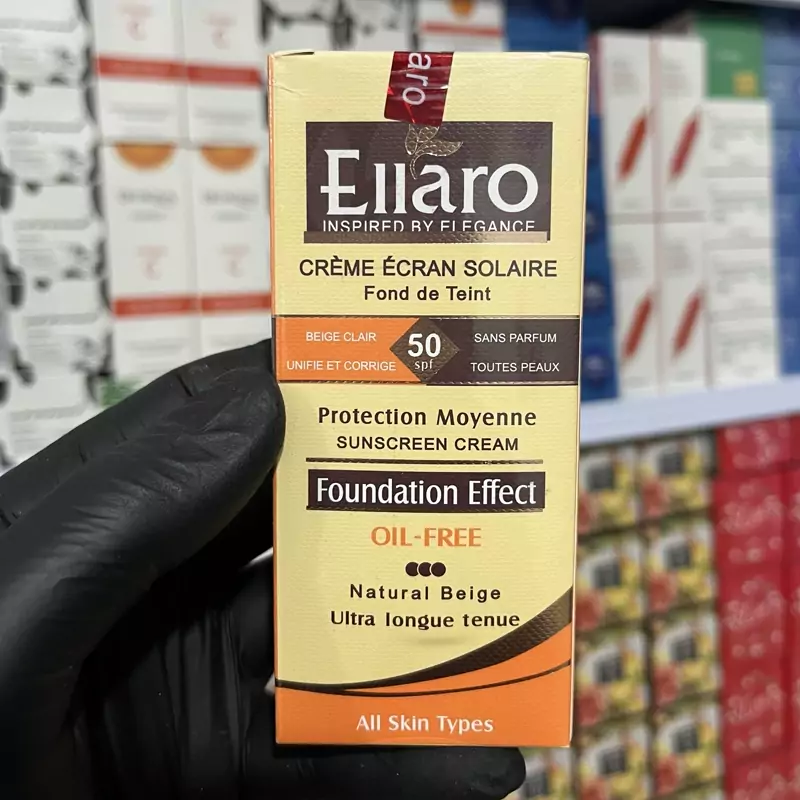 aro
Ellaro
INSPIRED BY ELEGANCE
CRÈME ÉCRAN SOLAIRE
Fond de Teint
BEIGE CLAIR
UNIFIE ET CORRIGE
50
spf
SANS PARFUM
TOUTES PEAUX
Protection Moyenne
SUNSCREEN CREAM
Foundation Effect
OIL-FREE
Natural Beige
Ultra longue tenue
All Skin Types